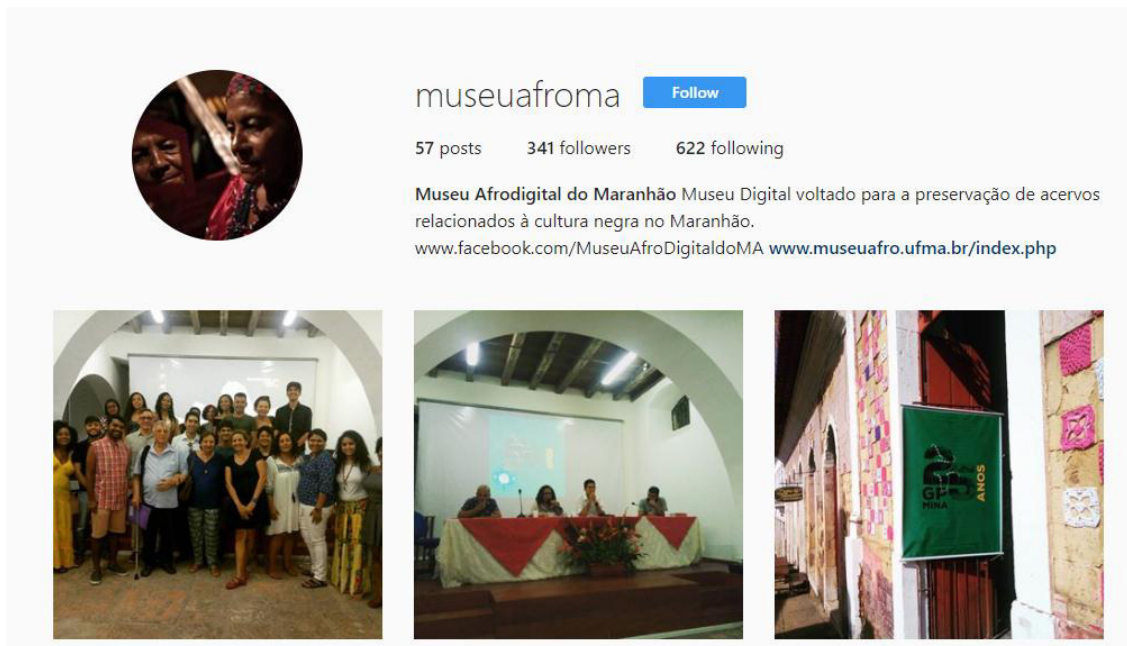 museuafroma Follow
57 posts 341 followers 622 following
Museu Afrodigital do Maranhão Museu Digital voltado para a preservação de acervos
relacionados à cultura negra no Maranhão.
www.facebook.com/MuseuAfroDigitaldoMA www.museuafro.ufma.br/index.php
GP
MINA
ANOS